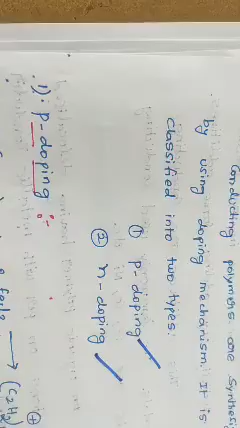 Conducting polymers are synthesi
by using doping mechanism. It is
classified into two types.
① p-doping
② n-doping
1). p-doping :-
→ (C2H2)